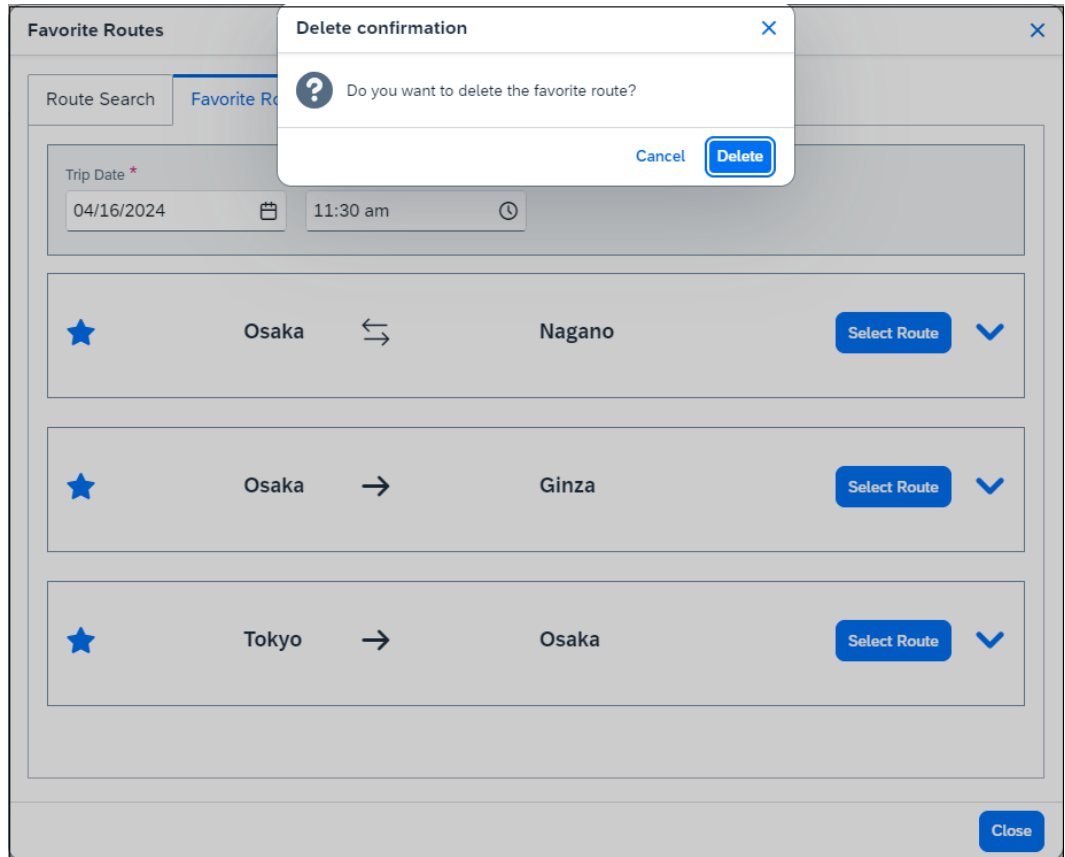 Favorite Routes
Delete confirmation
Do you want to delete the favorite route?
Cancel
Delete
Route Search
Favorite Ro
Trip Date *
04/16/2024
11:30 am
Osaka
Nagano
Select Route
Osaka
Ginza
Select Route
Tokyo
Osaka
Select Route
Close